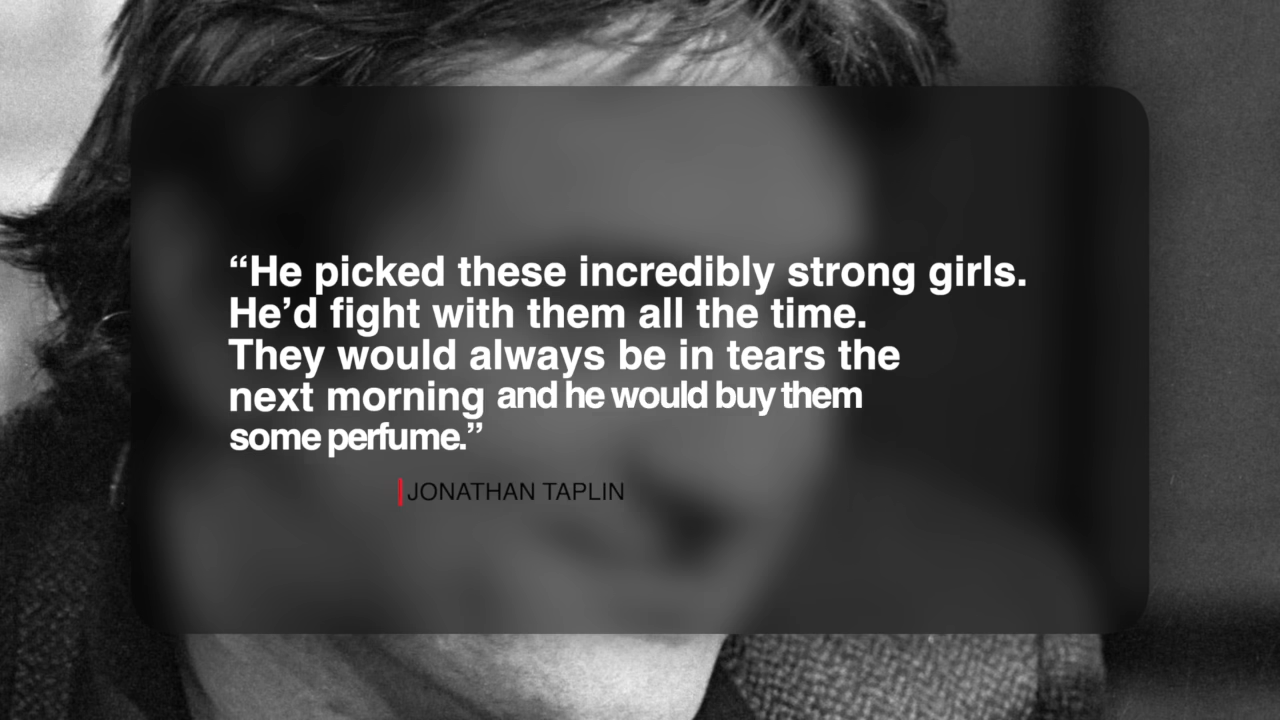 “He picked these incredibly strong girls.
He’d fight with them all the time.
They would always be in tears the
next morning and he would buy them
some perfume.”
JONATHAN TAPLIN